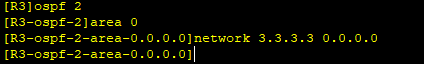 [R3]ospf 2
[R3-ospf-2]area 0
[R3-ospf-2-area-0.0.0.0]network 3.3.3.3 0.0.0.0
[R3-ospf-2-area-0.0.0.0]